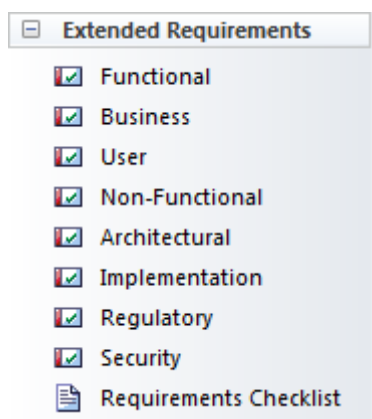 Extended Requirements
Functional
Business
User
Non-Functional
Architectural
Implementation
Regulatory
Security
Requirements Checklist